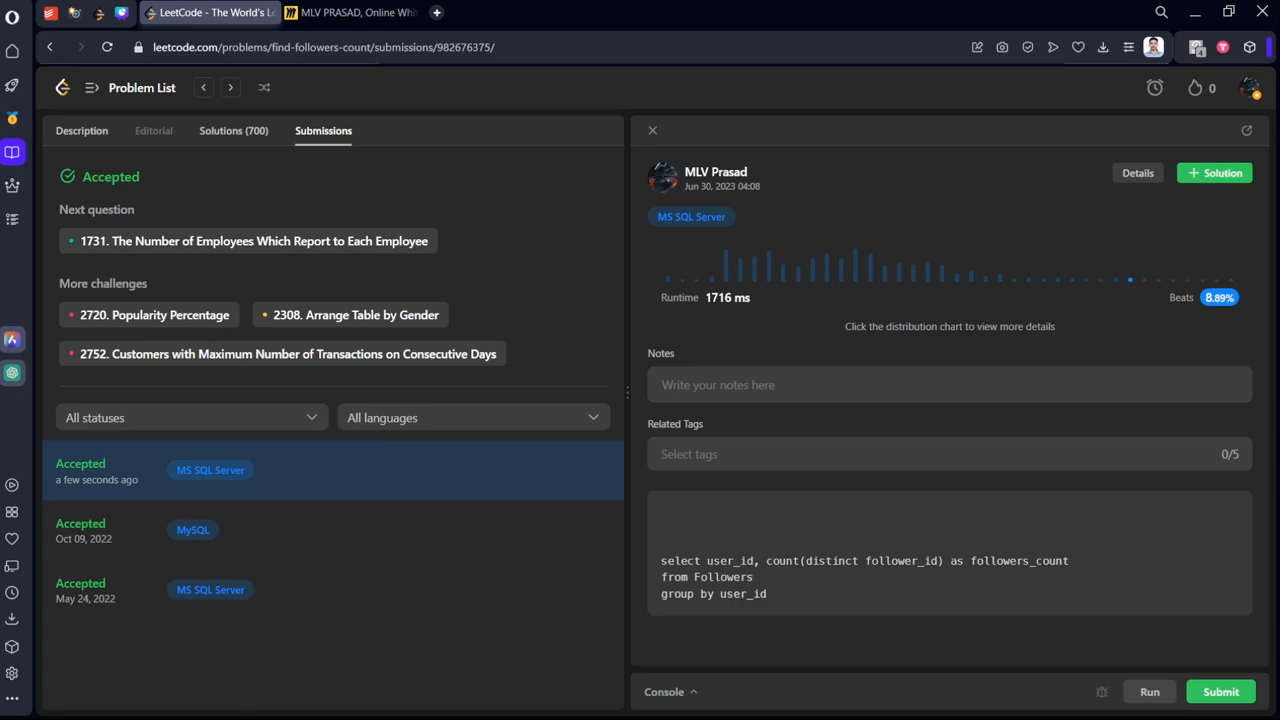 LeetCode - The World's Le
MLV PRASAD, Online Whit
leetcode.com/problems/find-followers-count/submissions/982676375/
4
Problem List
0
Description
Editorial
Solutions (700)
Submissions
Accepted
Next question
1731. The Number of Employees Which Report to Each Employee
More challenges
2720. Popularity Percentage
2308. Arrange Table by Gender
2752. Customers with Maximum Number of Transactions on Consecutive Days
All statuses
All languages
Accepted
a few seconds ago
MS SQL Server
Accepted
Oct 09, 2022
MySQL
Accepted
May 24, 2022
MS SQL Server
MLV Prasad
Jun 30, 2023 04:08
Details
Solution
MS SQL Server
Runtime 1716 ms
Beats 8.89%
Click the distribution chart to view more details
Notes
Write your notes here
Related Tags
Select tags
0/5
select user_id, count(distinct follower_id) as followers_count
from Followers
group by user_id
Console
Run
Submit